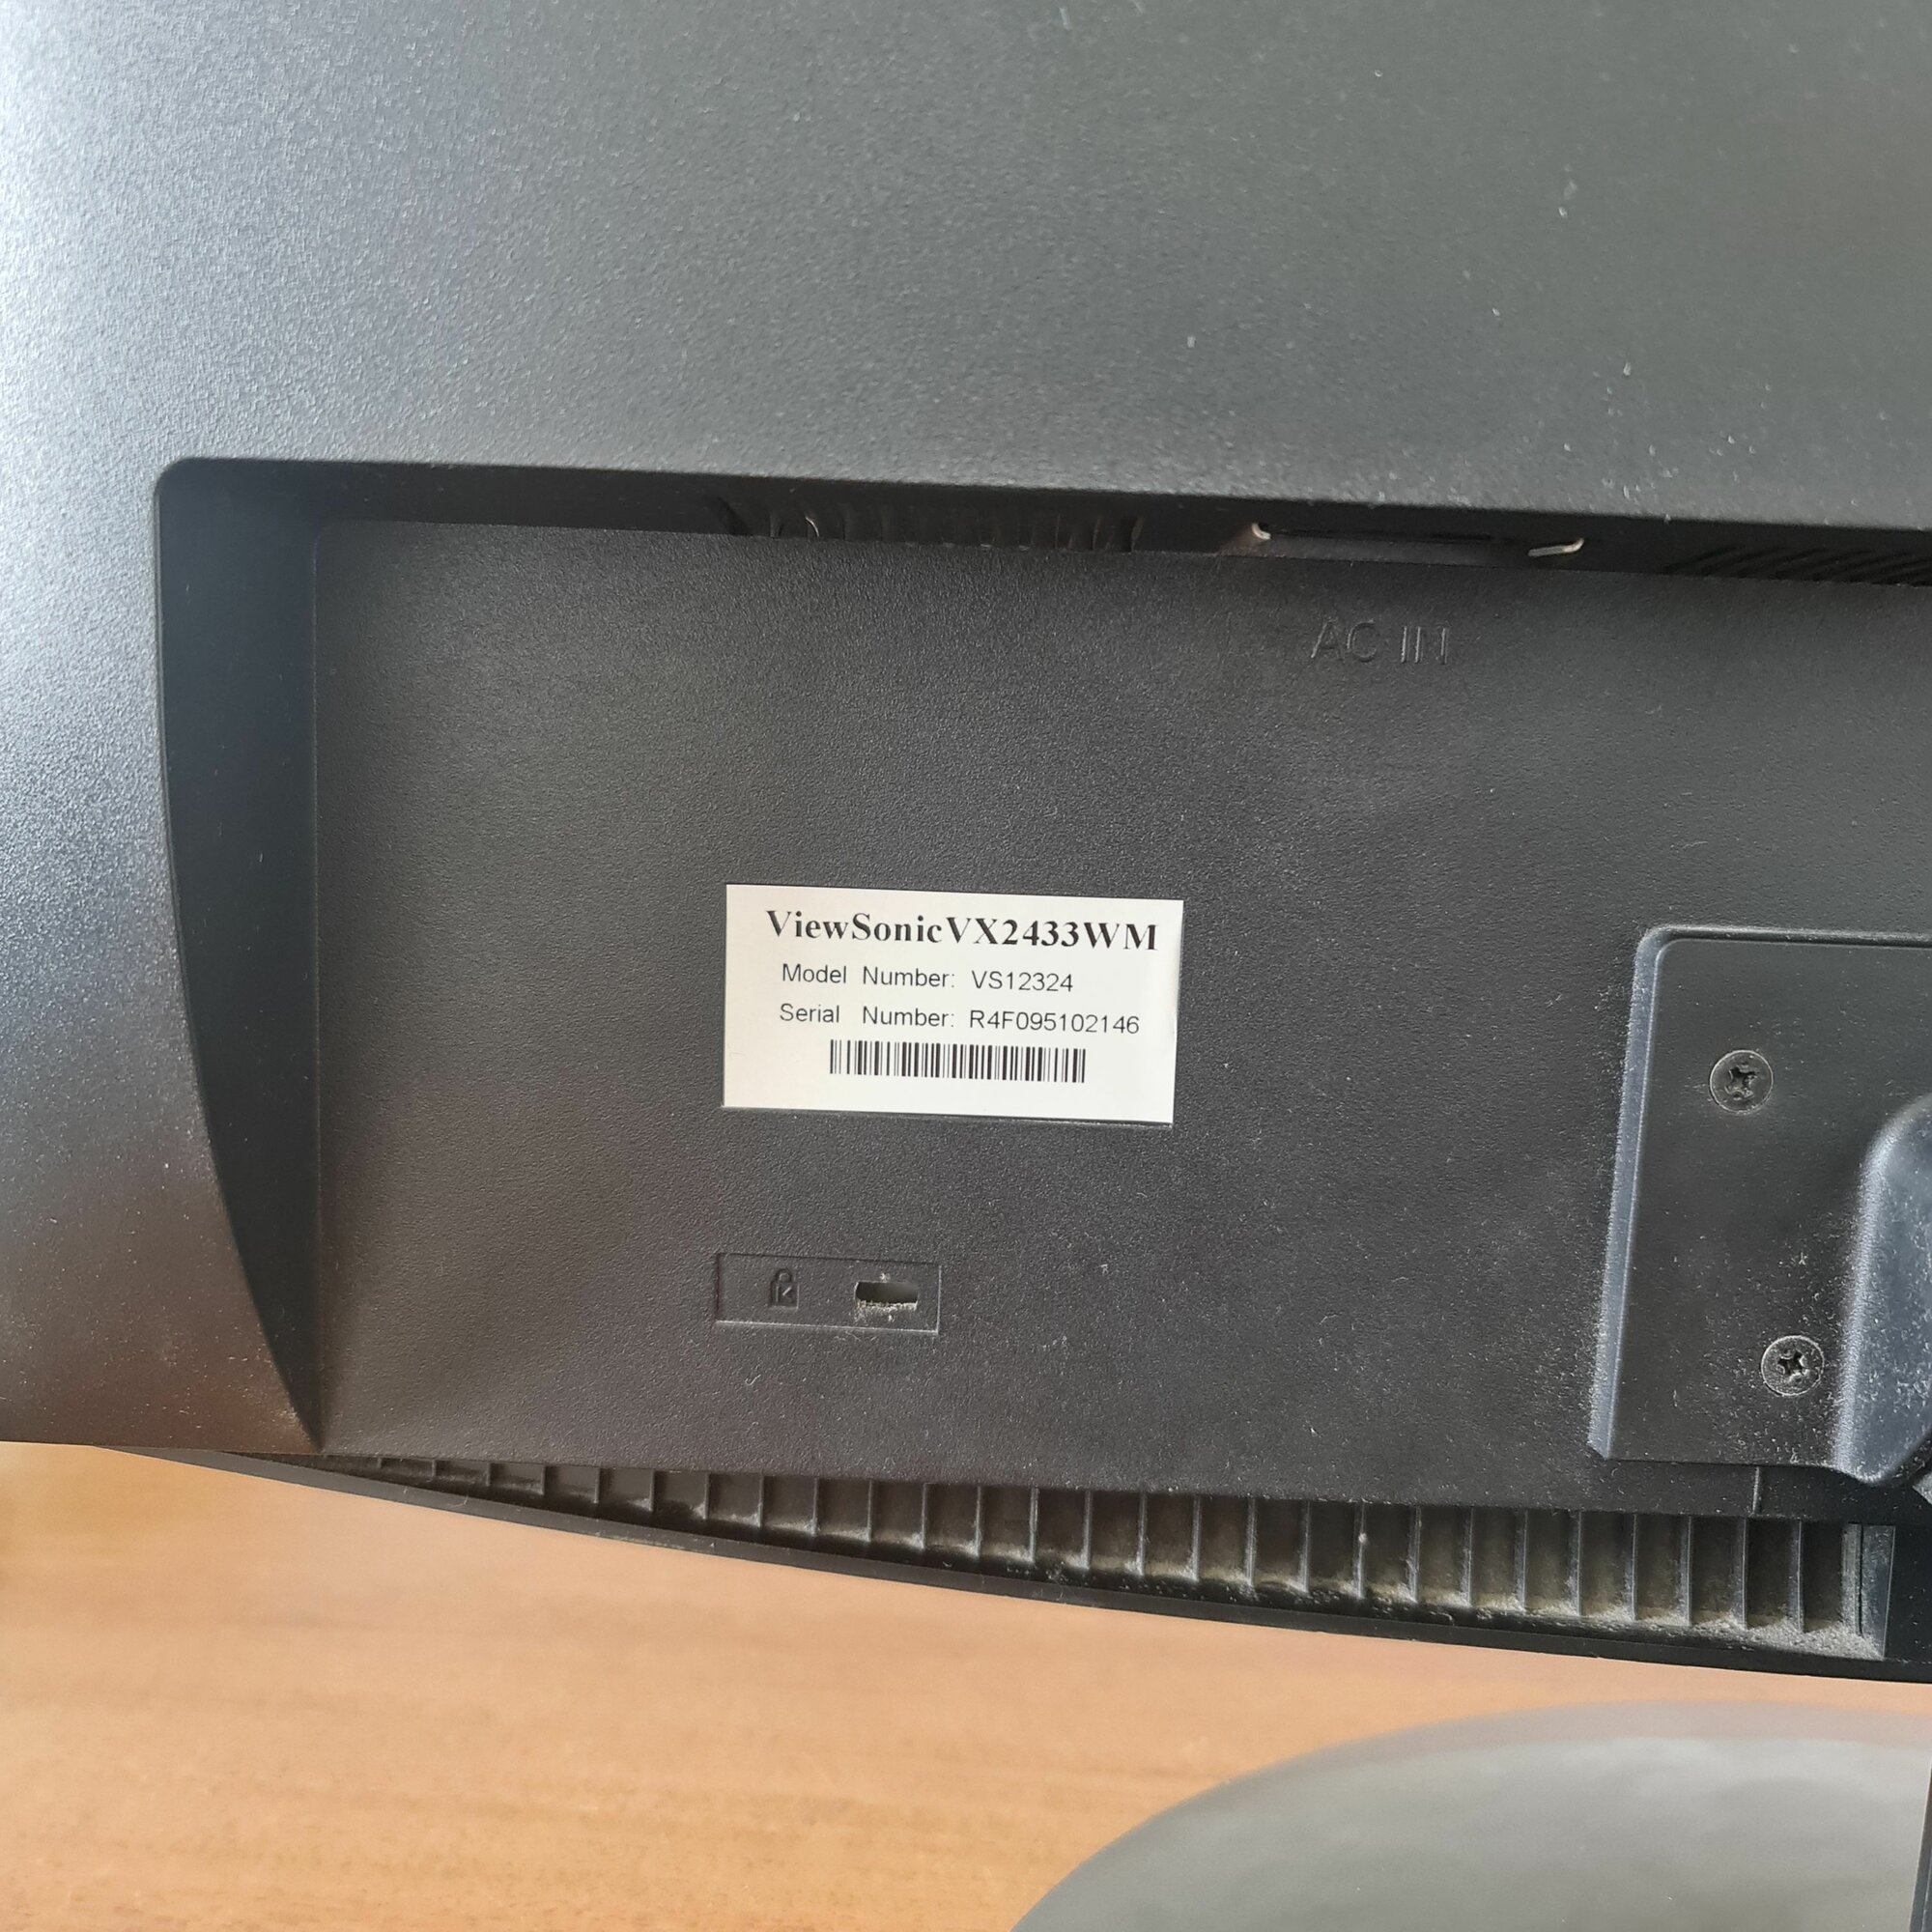 AC IN
ViewSonicVX2433WM
Model Number: VS12324
Serial Number: R4F095102146